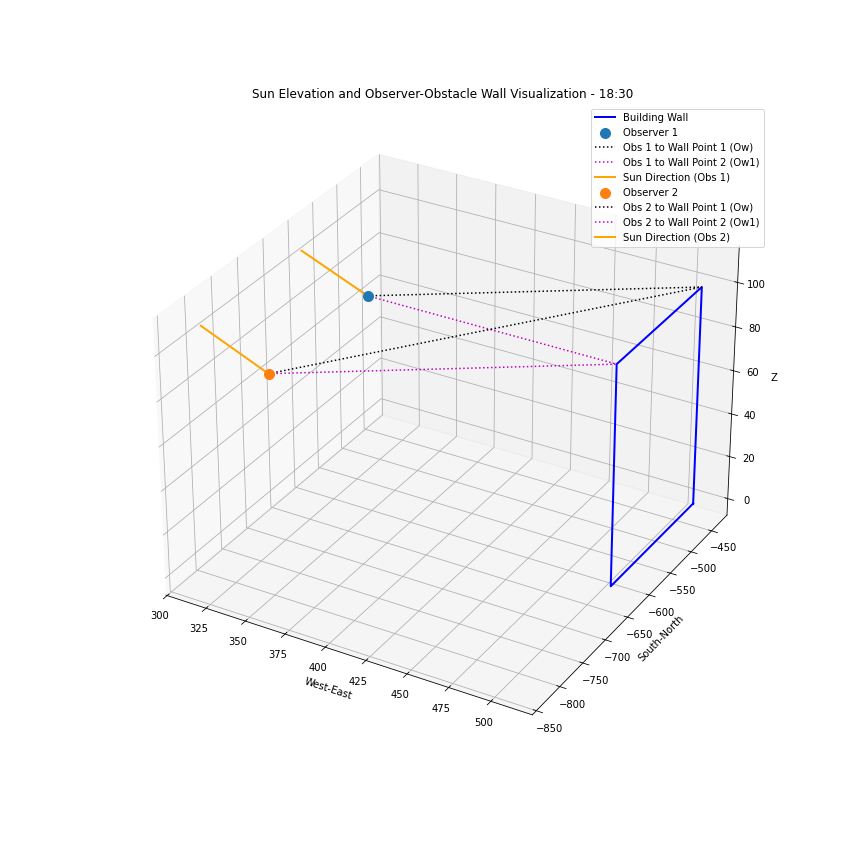 Sun Elevation and Observer-Obstacle Wall Visualization - 18:30
Building Wall
Observer 1
Obs 1 to Wall Point 1 (Ow)
Obs 1 to Wall Point 2 (Ow1)
Sun Direction (Obs 1)
Observer 2
Obs 2 to Wall Point 1 (Ow)
Obs 2 to Wall Point 2 (Ow1)
Sun Direction (Obs 2)
100
80
60
40
20
0
Z
−450
−500
−550
−600
−650
−700
−750
−800
−850
South-North
300
325
350
375
400
425
450
475
500
West-East